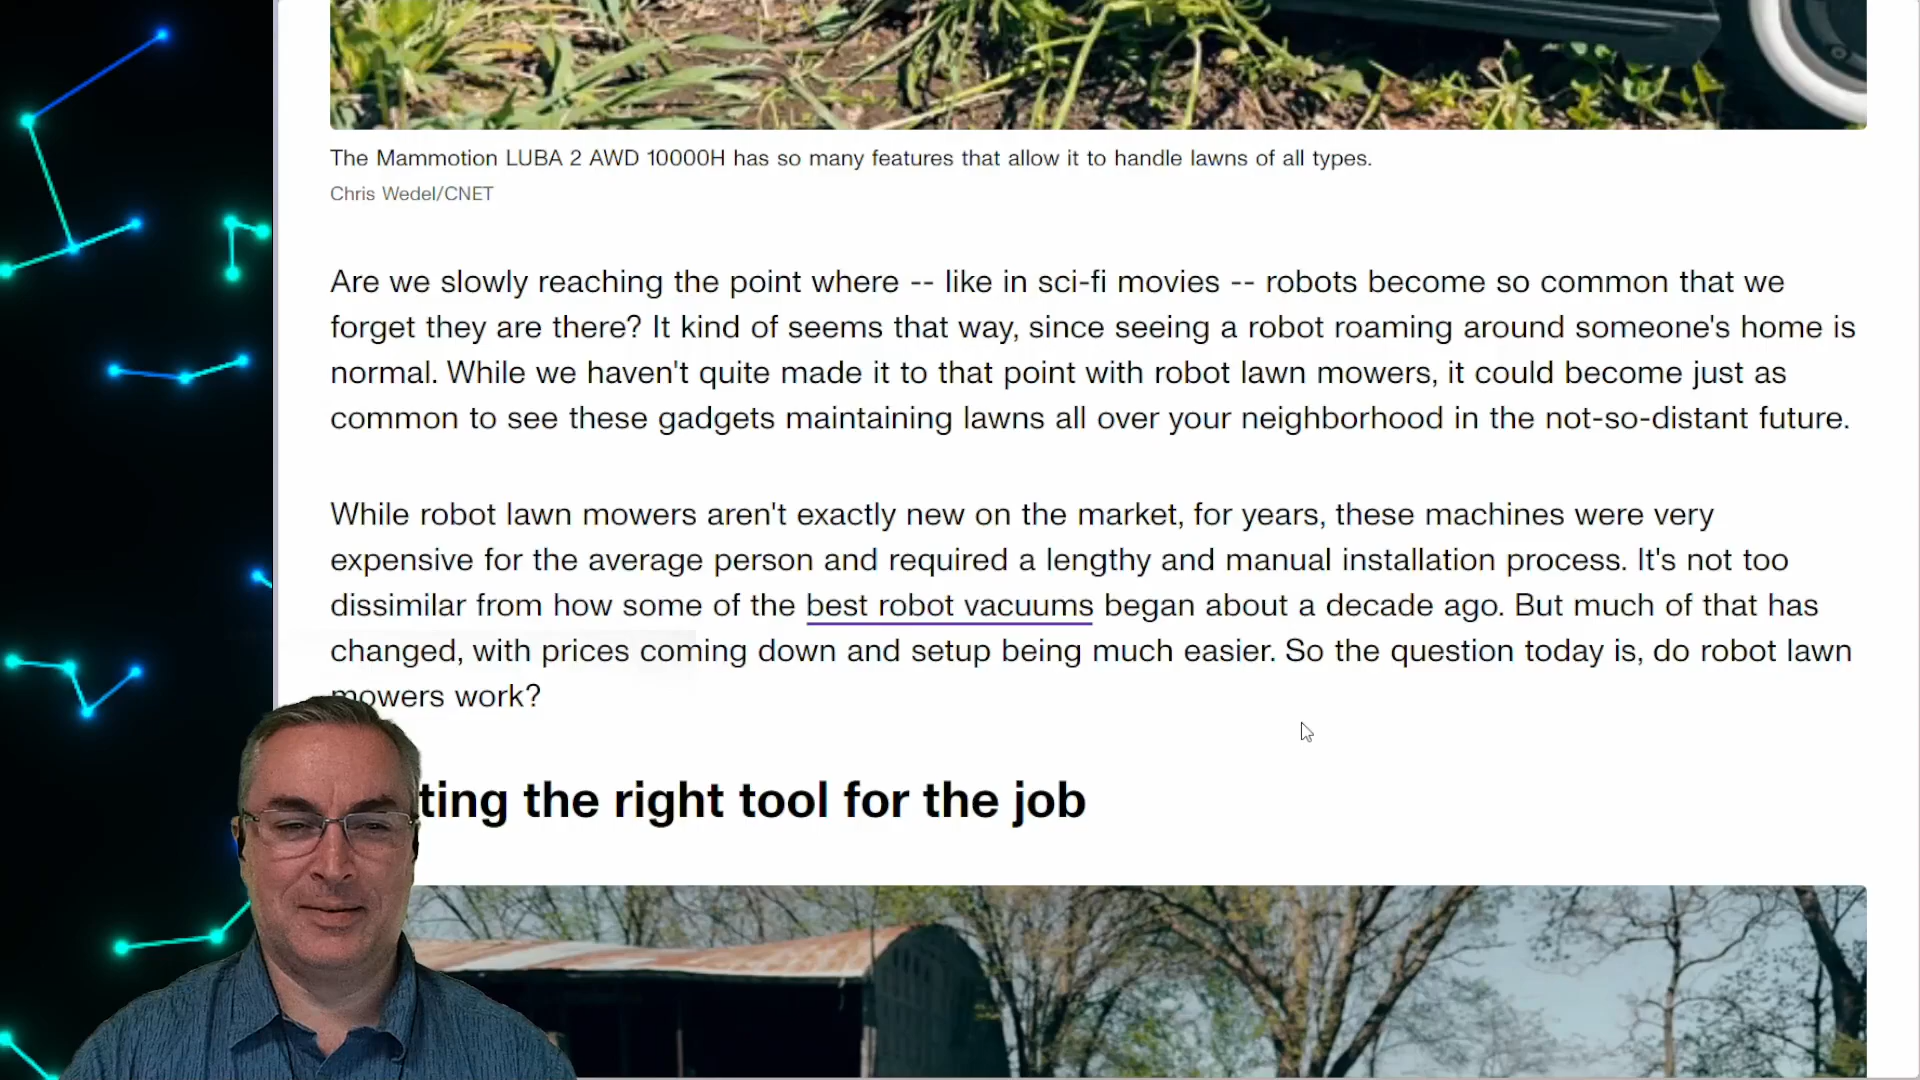 The Mammotion LUBA 2 AWD 10000H has so many features that allow it to handle lawns of all types.
Chris Wedel/CNET
Are we slowly reaching the point where -- like in sci-fi movies -- robots become so common that we
forget they are there? It kind of seems that way, since seeing a robot roaming around someone's home is
normal. While we haven't quite made it to that point with robot lawn mowers, it could become just as
common to see these gadgets maintaining lawns all over your neighborhood in the not-so-distant future.
While robot lawn mowers aren't exactly new on the market, for years, these machines were very
expensive for the average person and required a lengthy and manual installation process. It's not too
dissimilar from how some of the best robot vacuums began about a decade ago. But much of that has
changed, with prices coming down and setup being much easier. So the question today is, do robot lawn
mowers work?
ting the right tool for the job